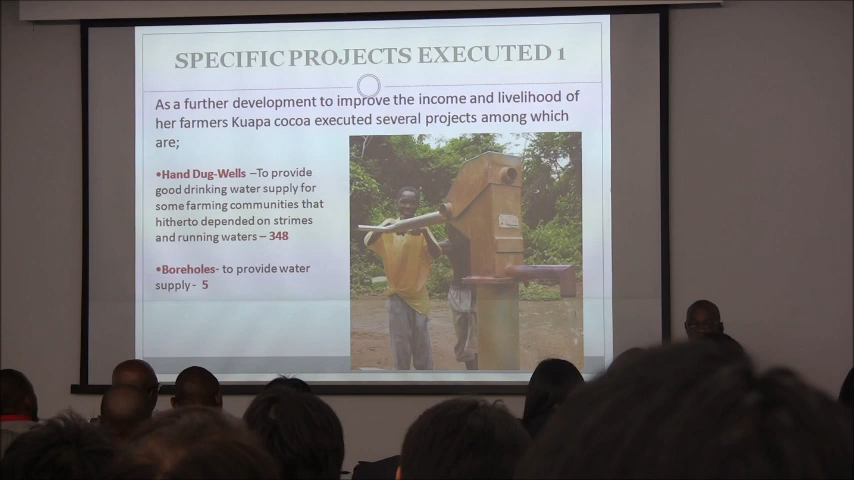 SPECIFIC PROJECTS EXECUTED 1
As a further development to improve the income and livelihood of
her farmers Kuapa cocoa executed several projects among which
are;
•Hand Dug-Wells –To provide
good drinking water supply for
some farming communities that
hitherto depended on strimes
and running waters – 348
•Boreholes- to provide water
supply - 5